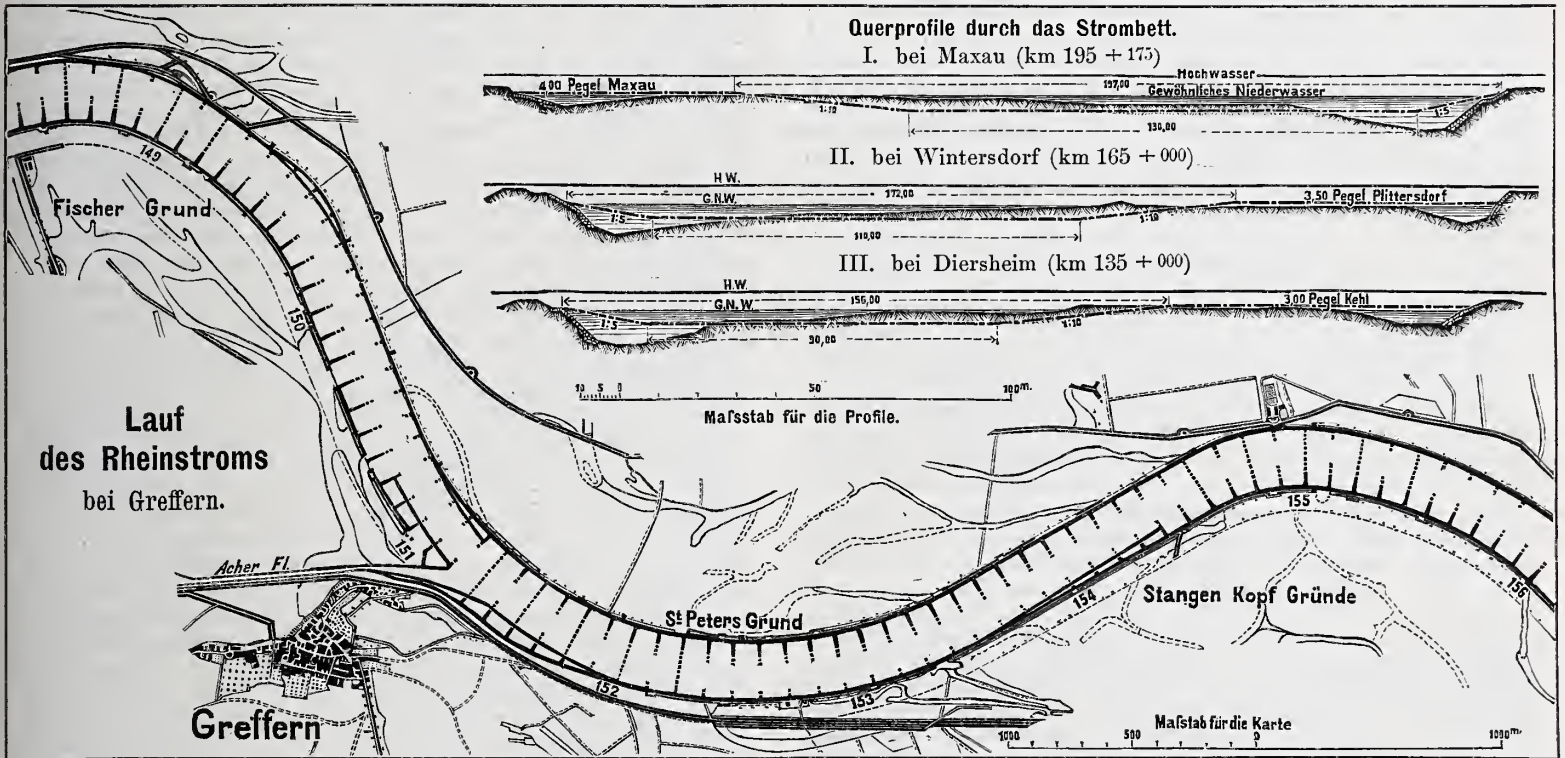 Querprofile durch das Strombett.
I. bei Maxau (km 195 + 175)
Hochwasser
4,00 Pegel Maxau
197,00
Gewöhnliches Niederwasser
1:10
1:5
130,00
II. bei Wintersdorf (km 165 + 000)
H.W.
172,00
G.N.W.
3,50 Pegel Plittersdorf
1:5
1:10
110,00
III. bei Diersheim (km 135 + 000)
H.W.
G.N.W.
3,00 Pegel Kehl
1:5
1:10
90,00
10 5 0 50 100 m.
Maſsstab für die Profile.
149
Fischer Grund
150
Lauf
des Rheinstroms
bei Greffern.
151
Acher Fl.
St Peters Grund
154
155
156
Stangen Kopf Gründe
152
153
Greffern
Maſstab für die Karte
1000 500 0 1000 m.